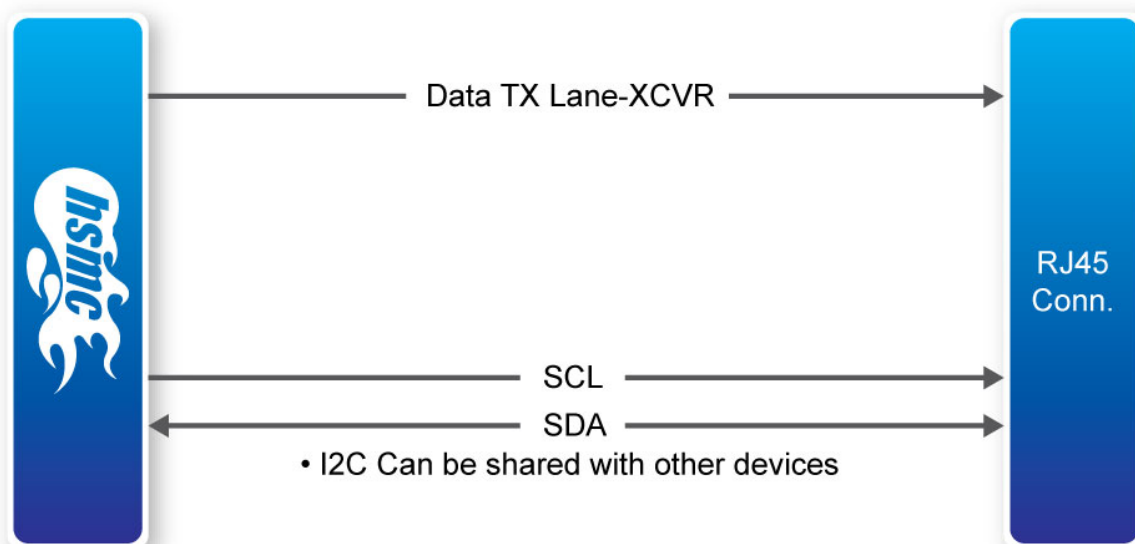 Data TX Lane-XCVR
hsmc
RJ45
Conn.
SCL
SDA
• I2C Can be shared with other devices